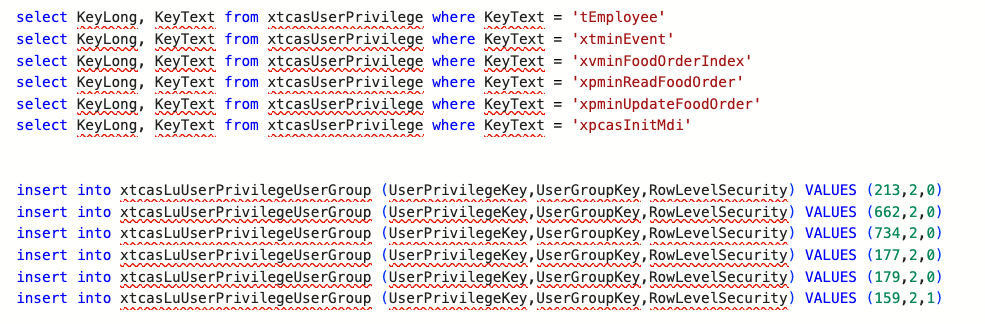 select KeyLong, KeyText from xtcasUserPrivilege where KeyText = 'tEmployee'
select KeyLong, KeyText from xtcasUserPrivilege where KeyText = 'xtminEvent'
select KeyLong, KeyText from xtcasUserPrivilege where KeyText = 'xvminFoodOrderIndex'
select KeyLong, KeyText from xtcasUserPrivilege where KeyText = 'xpminReadFoodOrder'
select KeyLong, KeyText from xtcasUserPrivilege where KeyText = 'xpminUpdateFoodOrder'
select KeyLong, KeyText from xtcasUserPrivilege where KeyText = 'xpcasInitMdi'
insert into xtcasLuUserPrivilegeUserGroup (UserPrivilegeKey,UserGroupKey,RowLevelSecurity) VALUES (213,2,0)
insert into xtcasLuUserPrivilegeUserGroup (UserPrivilegeKey,UserGroupKey,RowLevelSecurity) VALUES (662,2,0)
insert into xtcasLuUserPrivilegeUserGroup (UserPrivilegeKey,UserGroupKey,RowLevelSecurity) VALUES (734,2,0)
insert into xtcasLuUserPrivilegeUserGroup (UserPrivilegeKey,UserGroupKey,RowLevelSecurity) VALUES (177,2,0)
insert into xtcasLuUserPrivilegeUserGroup (UserPrivilegeKey,UserGroupKey,RowLevelSecurity) VALUES (179,2,0)
insert into xtcasLuUserPrivilegeUserGroup (UserPrivilegeKey,UserGroupKey,RowLevelSecurity) VALUES (159,2,1)